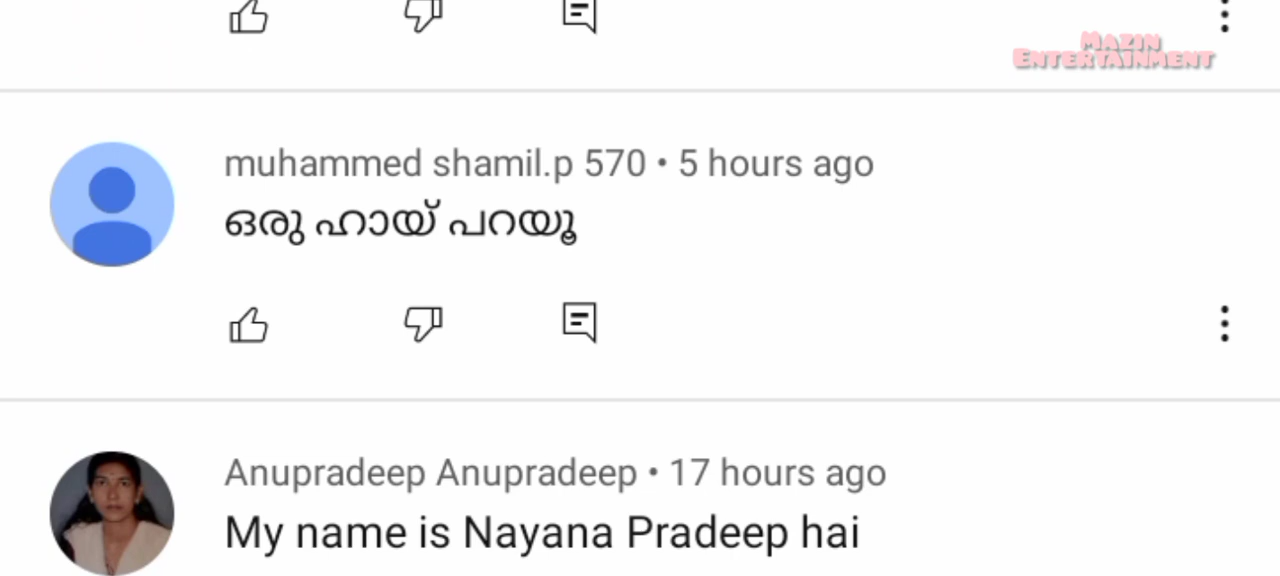 Mazin
Entertainment
muhammed shamil.p 570 • 5 hours ago
ഒരു ഹായ് പറയൂ
Anupradeep Anupradeep • 17 hours ago
My name is Nayana Pradeep hai